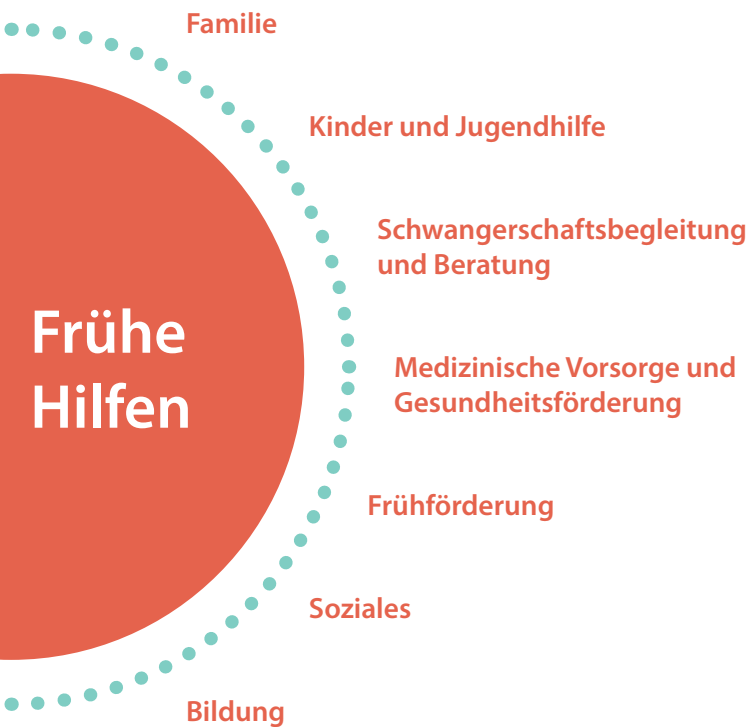 Familie
Kinder und Jugendhilfe
Schwangerschaftsbegleitung
und Beratung
Frühe
Hilfen
Medizinische Vorsorge und
Gesundheitsförderung
Frühförderung
Soziales
Bildung